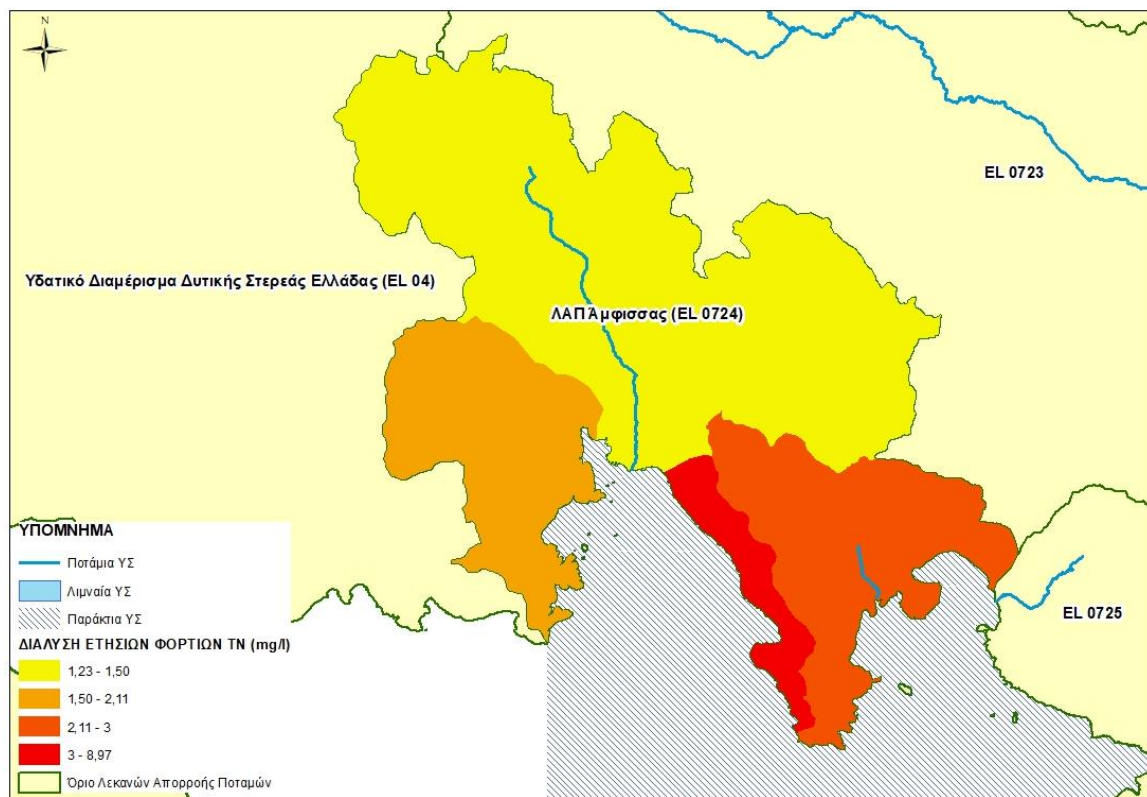 N
EL 0723
Υδατικό Διαμέρισμα Δυτικής Στερεάς Ελλάδας (EL 04)
ΛΑΠ Άμφισσας (EL 0724)
EL 0725
ΥΠΟΜΝΗΜΑ
Ποτάμια ΥΣ
Λιμναία ΥΣ
Παράκτια ΥΣ
ΔΙΑΛΥΣΗ ΕΤΗΣΙΩΝ ΦΟΡΤΙΩΝ TN (mg/l)
1,23 - 1,50
1,50 - 2,11
2,11 - 3
3 - 8,97
Όριο Λεκανών Απορροής Ποταμών